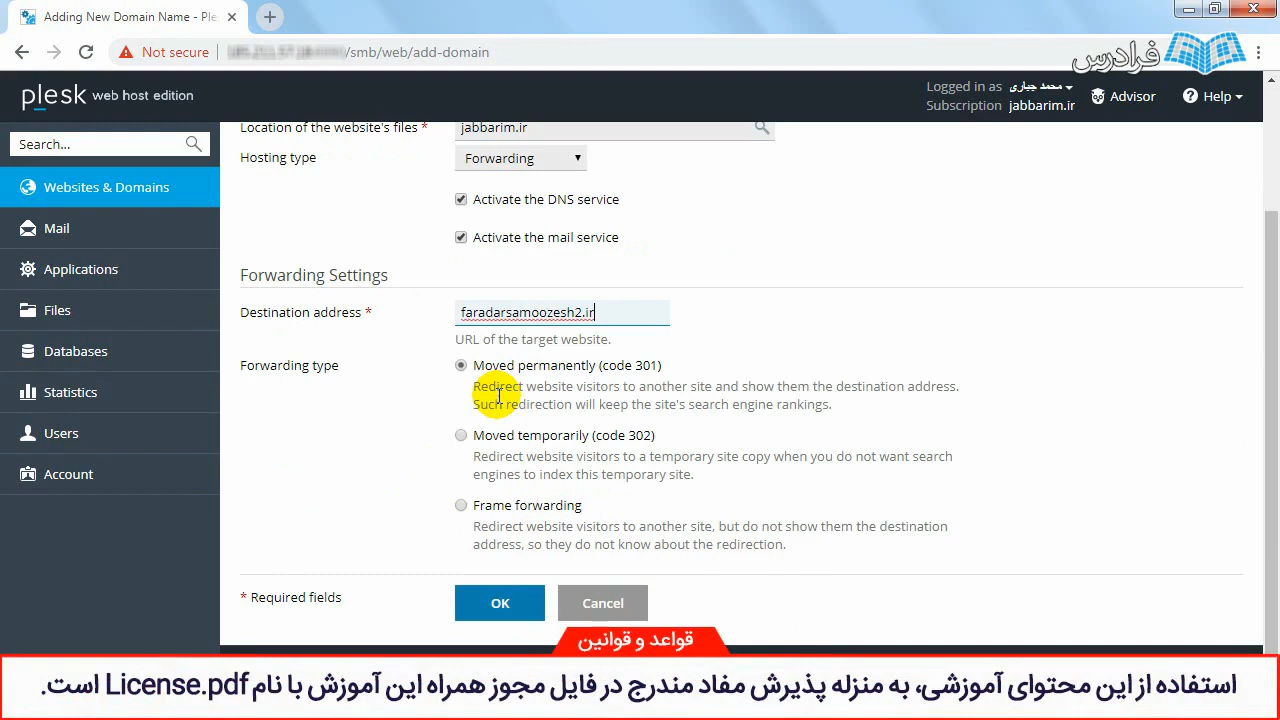 Adding New Domain Name - Ple
Not secure
/smb/web/add-domain
فرادرس
plesk web host edition
Logged in as محمد جباری
Subscription jabbarim.ir
Advisor
Help
Search...
Websites & Domains
Mail
Applications
Files
Databases
Statistics
Users
Account
Location of the website's files * jabbarim.ir
Hosting type Forwarding
Activate the DNS service
Activate the mail service
Forwarding Settings
Destination address * faradarsamoozesh2.ir
URL of the target website.
Forwarding type Moved permanently (code 301)
Redirect website visitors to another site and show them the destination address.
Such redirection will keep the site's search engine rankings.
Moved temporarily (code 302)
Redirect website visitors to a temporary site copy when you do not want search
engines to index this temporary site.
Frame forwarding
Redirect website visitors to another site, but do not show them the destination
address, so they do not know about the redirection.
* Required fields
OK
Cancel
قواعد و قوانین
استفاده از این محتوای آموزشی، به منزله پذیرش مفاد مندرج در فایل مجوز همراه این آموزش با نام License.pdf است.